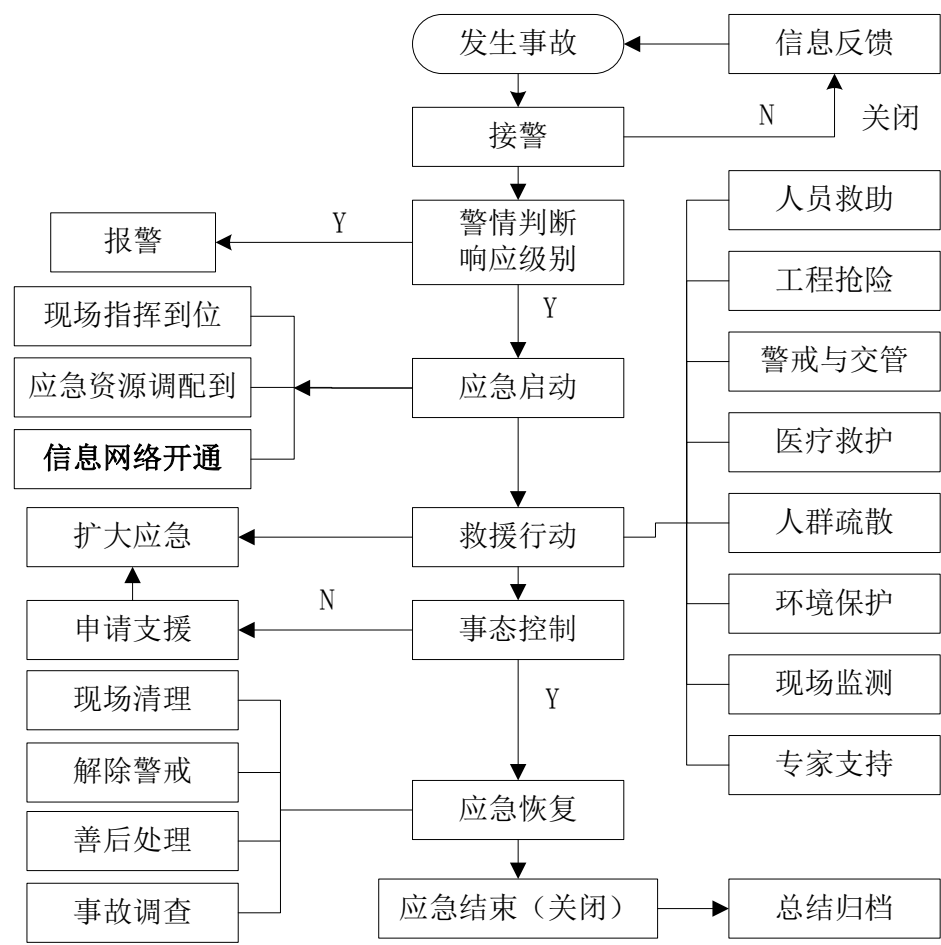 发生事故
信息反馈
接警
N
关闭
人员救助
警情判断
响应级别
Y
报警
工程抢险
现场指挥到位
Y
警戒与交管
应急资源调配到
应急启动
医疗救护
信息网络开通
人群疏散
扩大应急
救援行动
环境保护
N
申请支援
事态控制
现场监测
现场清理
Y
专家支持
解除警戒
应急恢复
善后处理
事故调查
应急结束（关闭）
总结归档